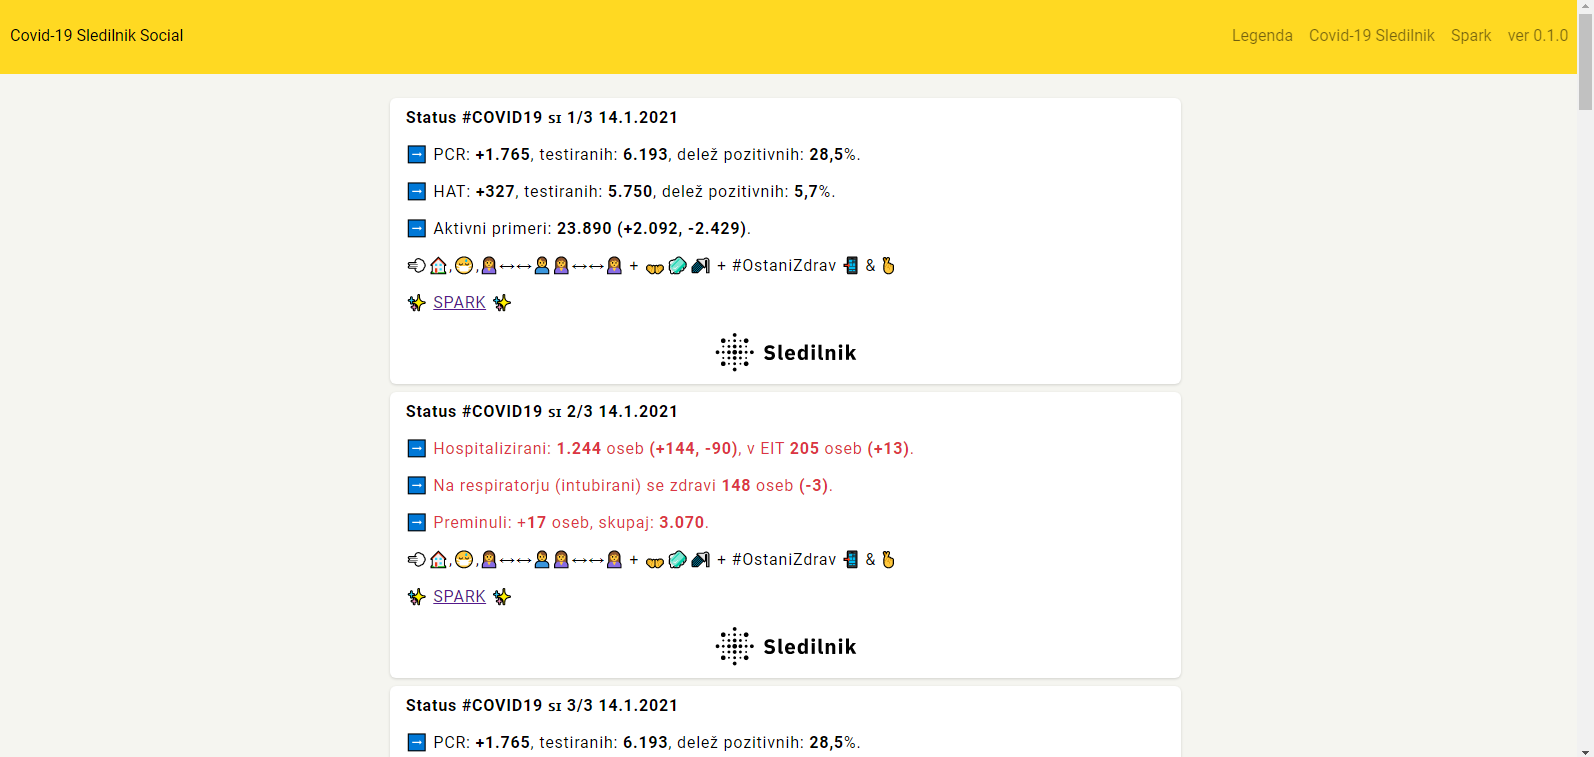 Covid-19 Sledilnik Social
Legenda Covid-19 Sledilnik Spark ver 0.1.0
Status #COVID19 🇸🇮 1/3 14.1.2021
➡️ PCR: +1.765, testiranih: 6.193, delež pozitivnih: 28,5%.
➡️ HAT: +327, testiranih: 5.750, delež pozitivnih: 5,7%.
➡️ Aktivni primeri: 23.890 (+2.092, -2.429).
+ + #OstaniZdrav &
SPARK
Sledilnik
Status #COVID19 🇸🇮 2/3 14.1.2021
➡️ Hospitalizirani: 1.244 oseb (+144, -90), v EIT 205 oseb (+13).
➡️ Na respiratorju (intubirani) se zdravi 148 oseb (-3).
➡️ Preminuli: +17 oseb, skupaj: 3.070.
+ + #OstaniZdrav &
SPARK
Sledilnik
Status #COVID19 🇸🇮 3/3 14.1.2021
➡️ PCR: +1.765, testiranih: 6.193, delež pozitivnih: 28,5%.